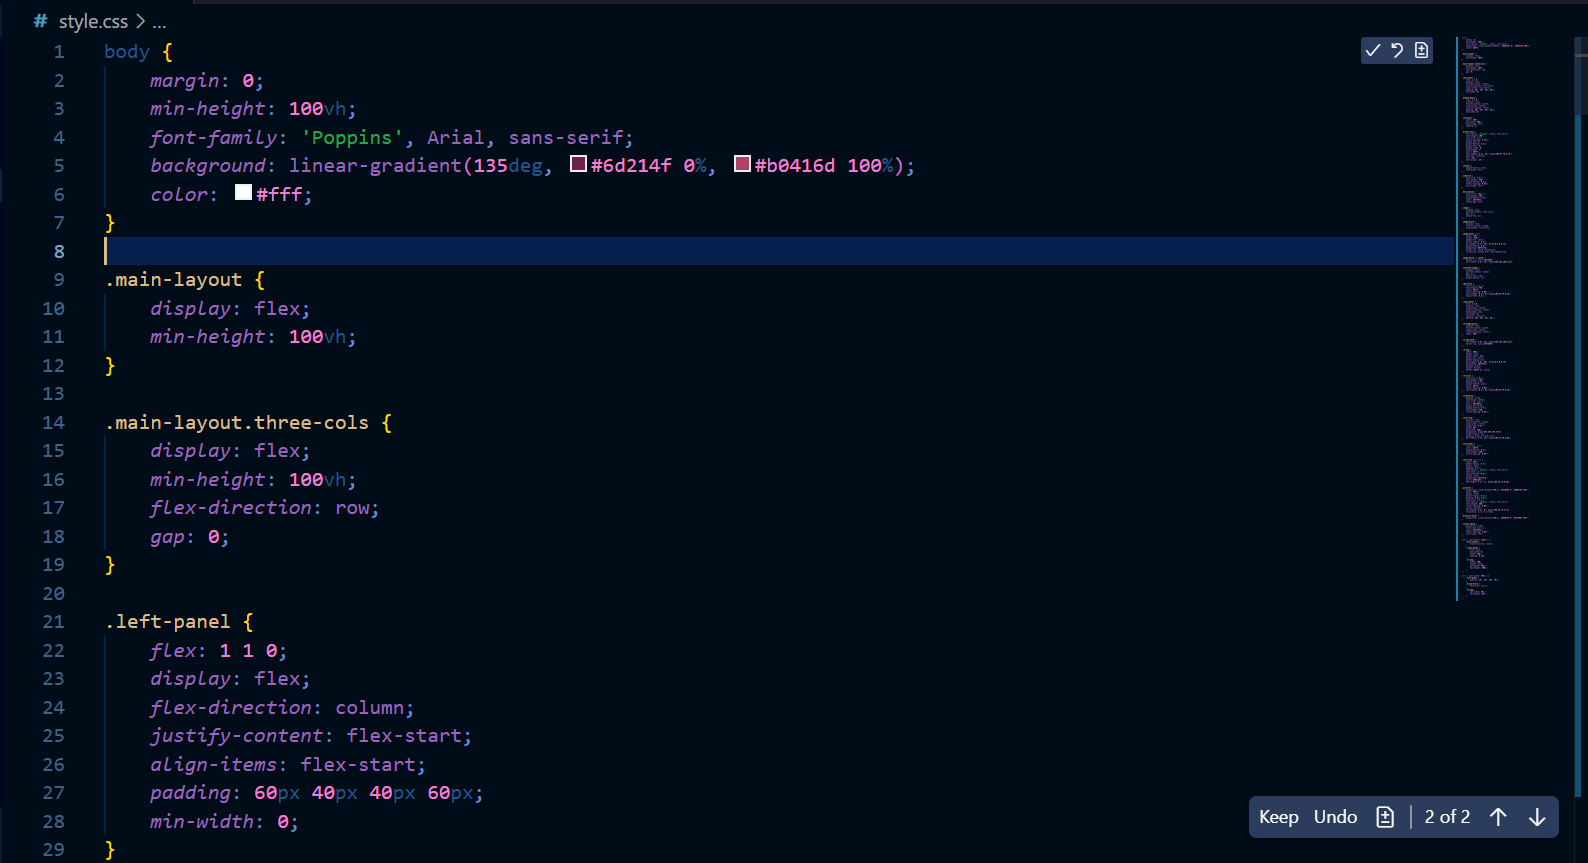 # style.css > ...
1 body {
2 margin: 0;
3 min-height: 100vh;
4 font-family: 'Poppins', Arial, sans-serif;
5 background: linear-gradient(135deg, #6d214f 0%, #b0416d 100%);
6 color: #fff;
7 }
8
9 .main-layout {
10 display: flex;
11 min-height: 100vh;
12 }
13
14 .main-layout.three-cols {
15 display: flex;
16 min-height: 100vh;
17 flex-direction: row;
18 gap: 0;
19 }
20
21 .left-panel {
22 flex: 1 1 0;
23 display: flex;
24 flex-direction: column;
25 justify-content: flex-start;
26 align-items: flex-start;
27 padding: 60px 40px 40px 60px;
28 min-width: 0;
29 }
Keep Undo 2 of 2